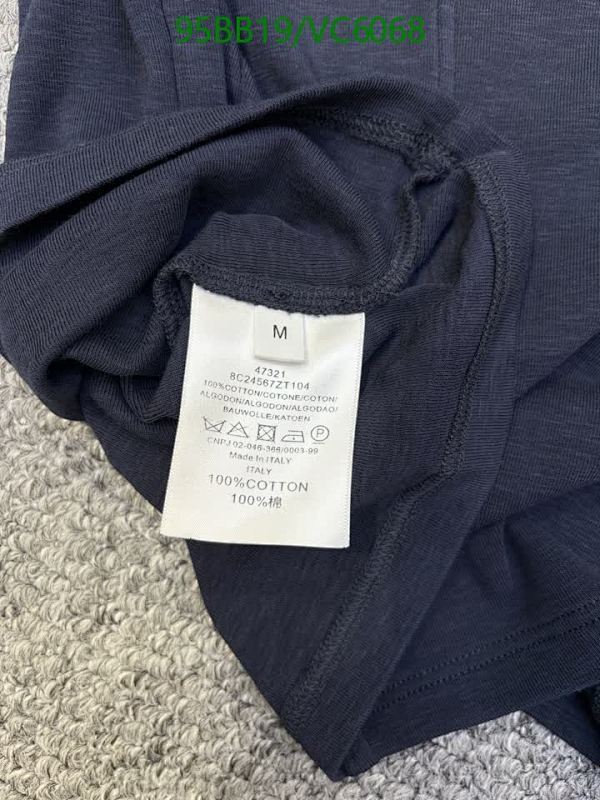 95BB19/VC6068
M
47321
8C24567ZT104
100%COTTON/COTONE/COTON/
ALGODON/ALGODON/ALGODAO/
BAUWOLLE/KATOEN
CNPJ 02-046-366/0003-99
Made In ITALY
ITALY
100%COTTON
100%棉